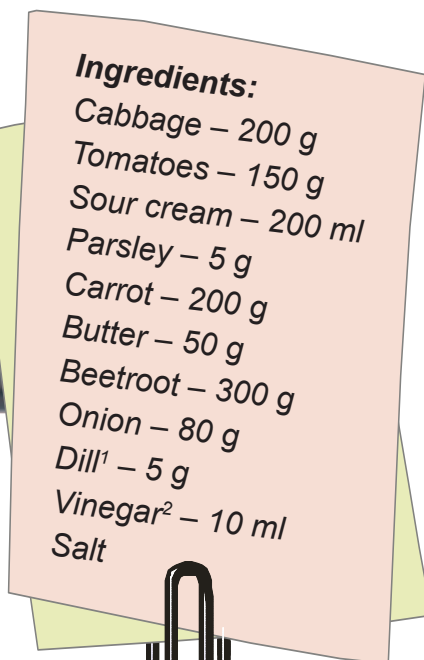 Ingredients:
Cabbage – 200 g
Tomatoes – 150 g
Sour cream – 200 ml
Parsley – 5 g
Carrot – 200 g
Butter – 50 g
Beetroot – 300 g
Onion – 80 g
Dill¹ – 5 g
Vinegar² – 10 ml
Salt